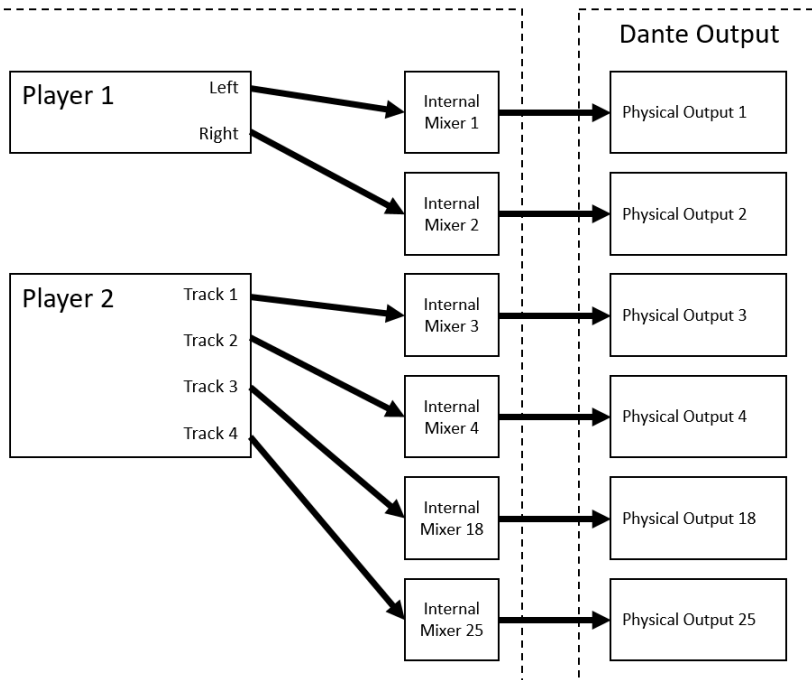 Dante Output
Player 1
Left
Right
Internal
Mixer 1
Physical Output 1
Internal
Mixer 2
Physical Output 2
Player 2
Track 1
Track 2
Track 3
Track 4
Internal
Mixer 3
Physical Output 3
Internal
Mixer 4
Physical Output 4
Internal
Mixer 18
Physical Output 18
Internal
Mixer 25
Physical Output 25